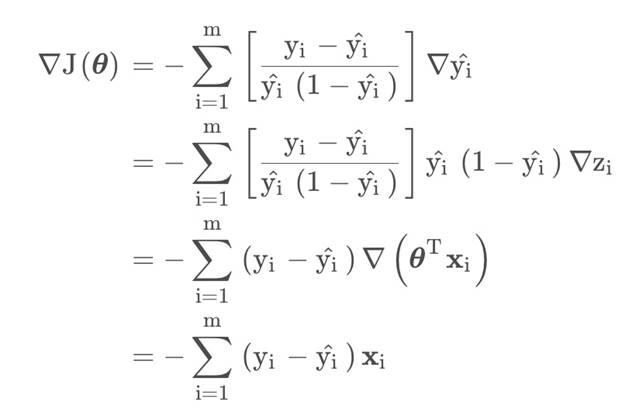 ∇J(θ) = −∑_{i=1}^{m} [ (y_i − ŷ_i) / (ŷ_i (1 − ŷ_i)) ] ∇ŷ_i
= −∑_{i=1}^{m} [ (y_i − ŷ_i) / (ŷ_i (1 − ŷ_i)) ] ŷ_i (1 − ŷ_i) ∇z_i
= −∑_{i=1}^{m} (y_i − ŷ_i) ∇(θ^T x_i)
= −∑_{i=1}^{m} (y_i − ŷ_i) x_i